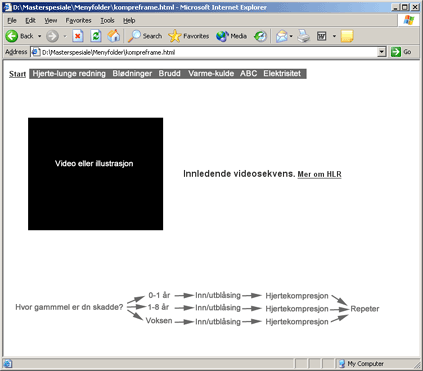 D:\Masterspesiale\Menyfolder\kompreframe.html - Microsoft Internet Explorer
File Edit View Favorites Tools Help
Back Search Favorites Media
Address D:\Masterspesiale\Menyfolder\kompreframe.html Go
Start Hjerte-lunge redning Blødninger Brudd Varme-kulde ABC Elektrisitet
Video eller illustrasjon
Innledende videosekvens. Mer om HLR
0-1 år Inn/utblåsing Hjertekompresjon
Hvor gammmel er dn skadde? 1-8 år Inn/utblåsing Hjertekompresjon Repeter
Voksen Inn/utblåsing Hjertekompresjon
My Computer